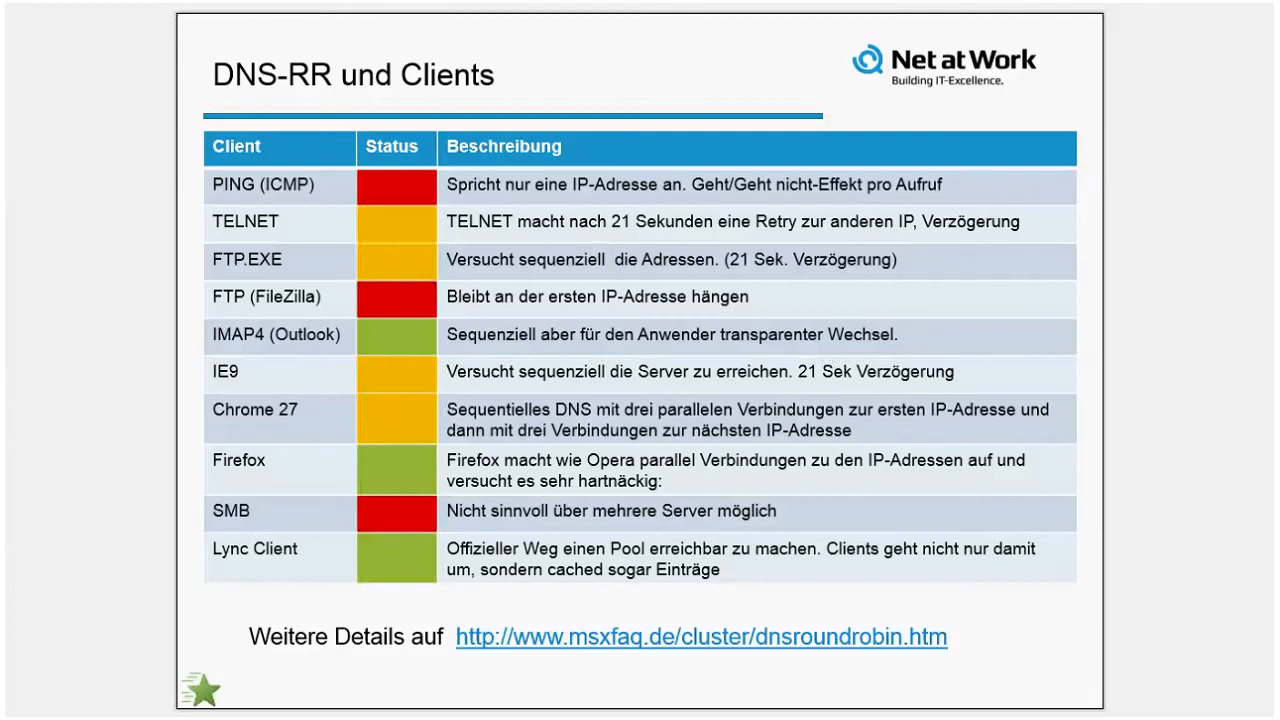 DNS-RR und Clients
Net at Work
Building IT-Excellence.
Client Status Beschreibung
PING (ICMP) Spricht nur eine IP-Adresse an. Geht/Geht nicht-Effekt pro Aufruf
TELNET TELNET macht nach 21 Sekunden eine Retry zur anderen IP, Verzögerung
FTP.EXE Versucht sequenziell die Adressen. (21 Sek. Verzögerung)
FTP (FileZilla) Bleibt an der ersten IP-Adresse hängen
IMAP4 (Outlook) Sequenziell aber für den Anwender transparenter Wechsel.
IE9 Versucht sequenziell die Server zu erreichen. 21 Sek Verzögerung
Chrome 27 Sequentielles DNS mit drei parallelen Verbindungen zur ersten IP-Adresse und
dann mit drei Verbindungen zur nächsten IP-Adresse
Firefox Firefox macht wie Opera parallel Verbindungen zu den IP-Adressen auf und
versucht es sehr hartnäckig:
SMB Nicht sinnvoll über mehrere Server möglich
Lync Client Offizieller Weg einen Pool erreichbar zu machen. Clients geht nicht nur damit
um, sondern cached sogar Einträge
Weitere Details auf http://www.msxfaq.de/cluster/dnsroundrobin.htm